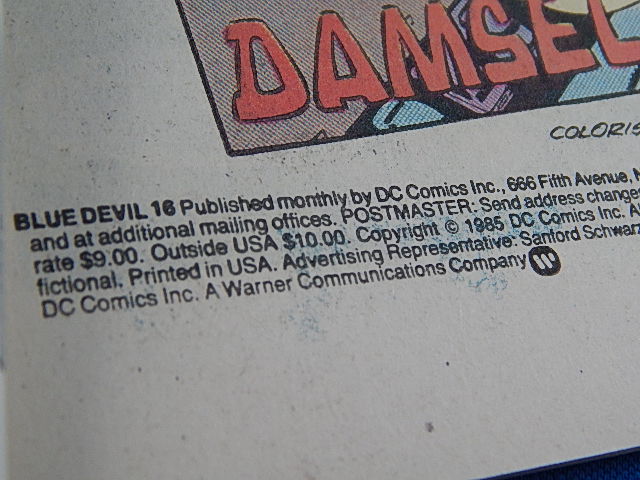 DAMSEL
COLORIS
BLUE DEVIL 16 Published monthly by DC Comics Inc., 666 Fifth Avenue, N
and at additional mailing offices. POSTMASTER: Send address changes
rate $9.00. Outside USA $10.00. Copyright © 1985 DC Comics Inc. All
fictional. Printed in USA. Advertising Representative: Sanford Schwarz
DC Comics Inc. A Warner Communications Company